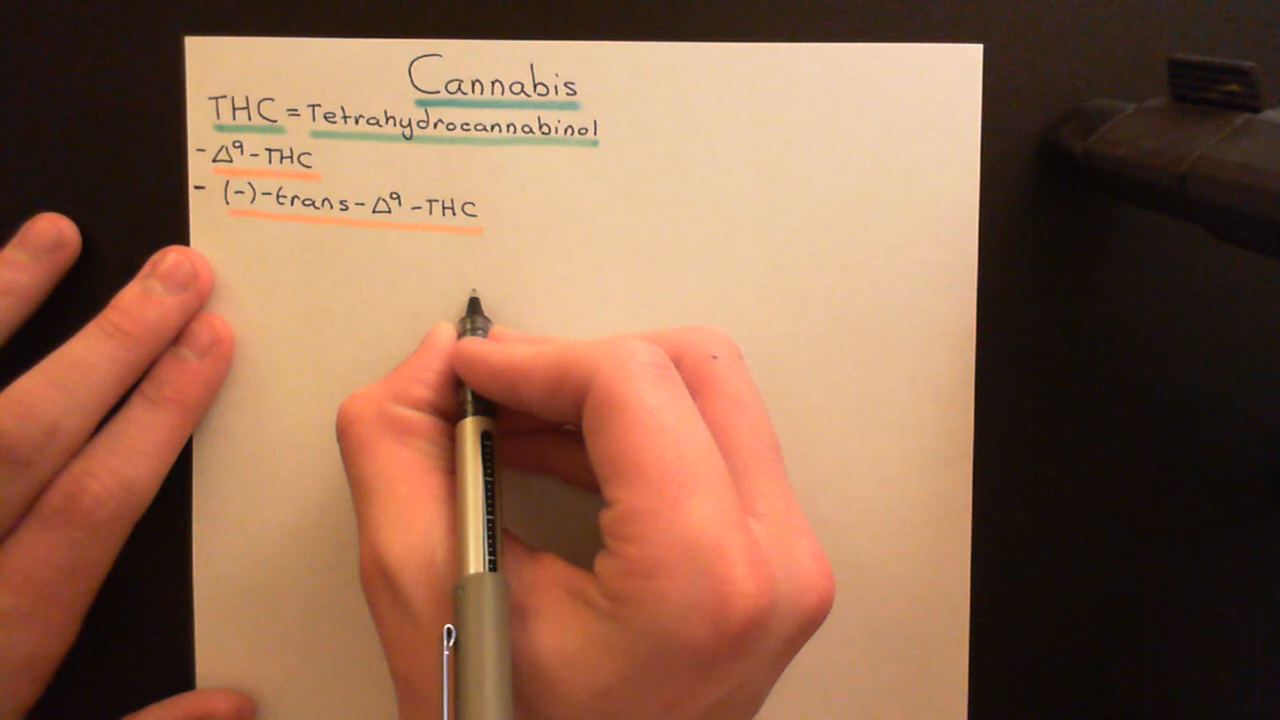 Cannabis
THC = Tetrahydrocannabinol
- Δ⁹-THC
- (-)-trans-Δ⁹-THC